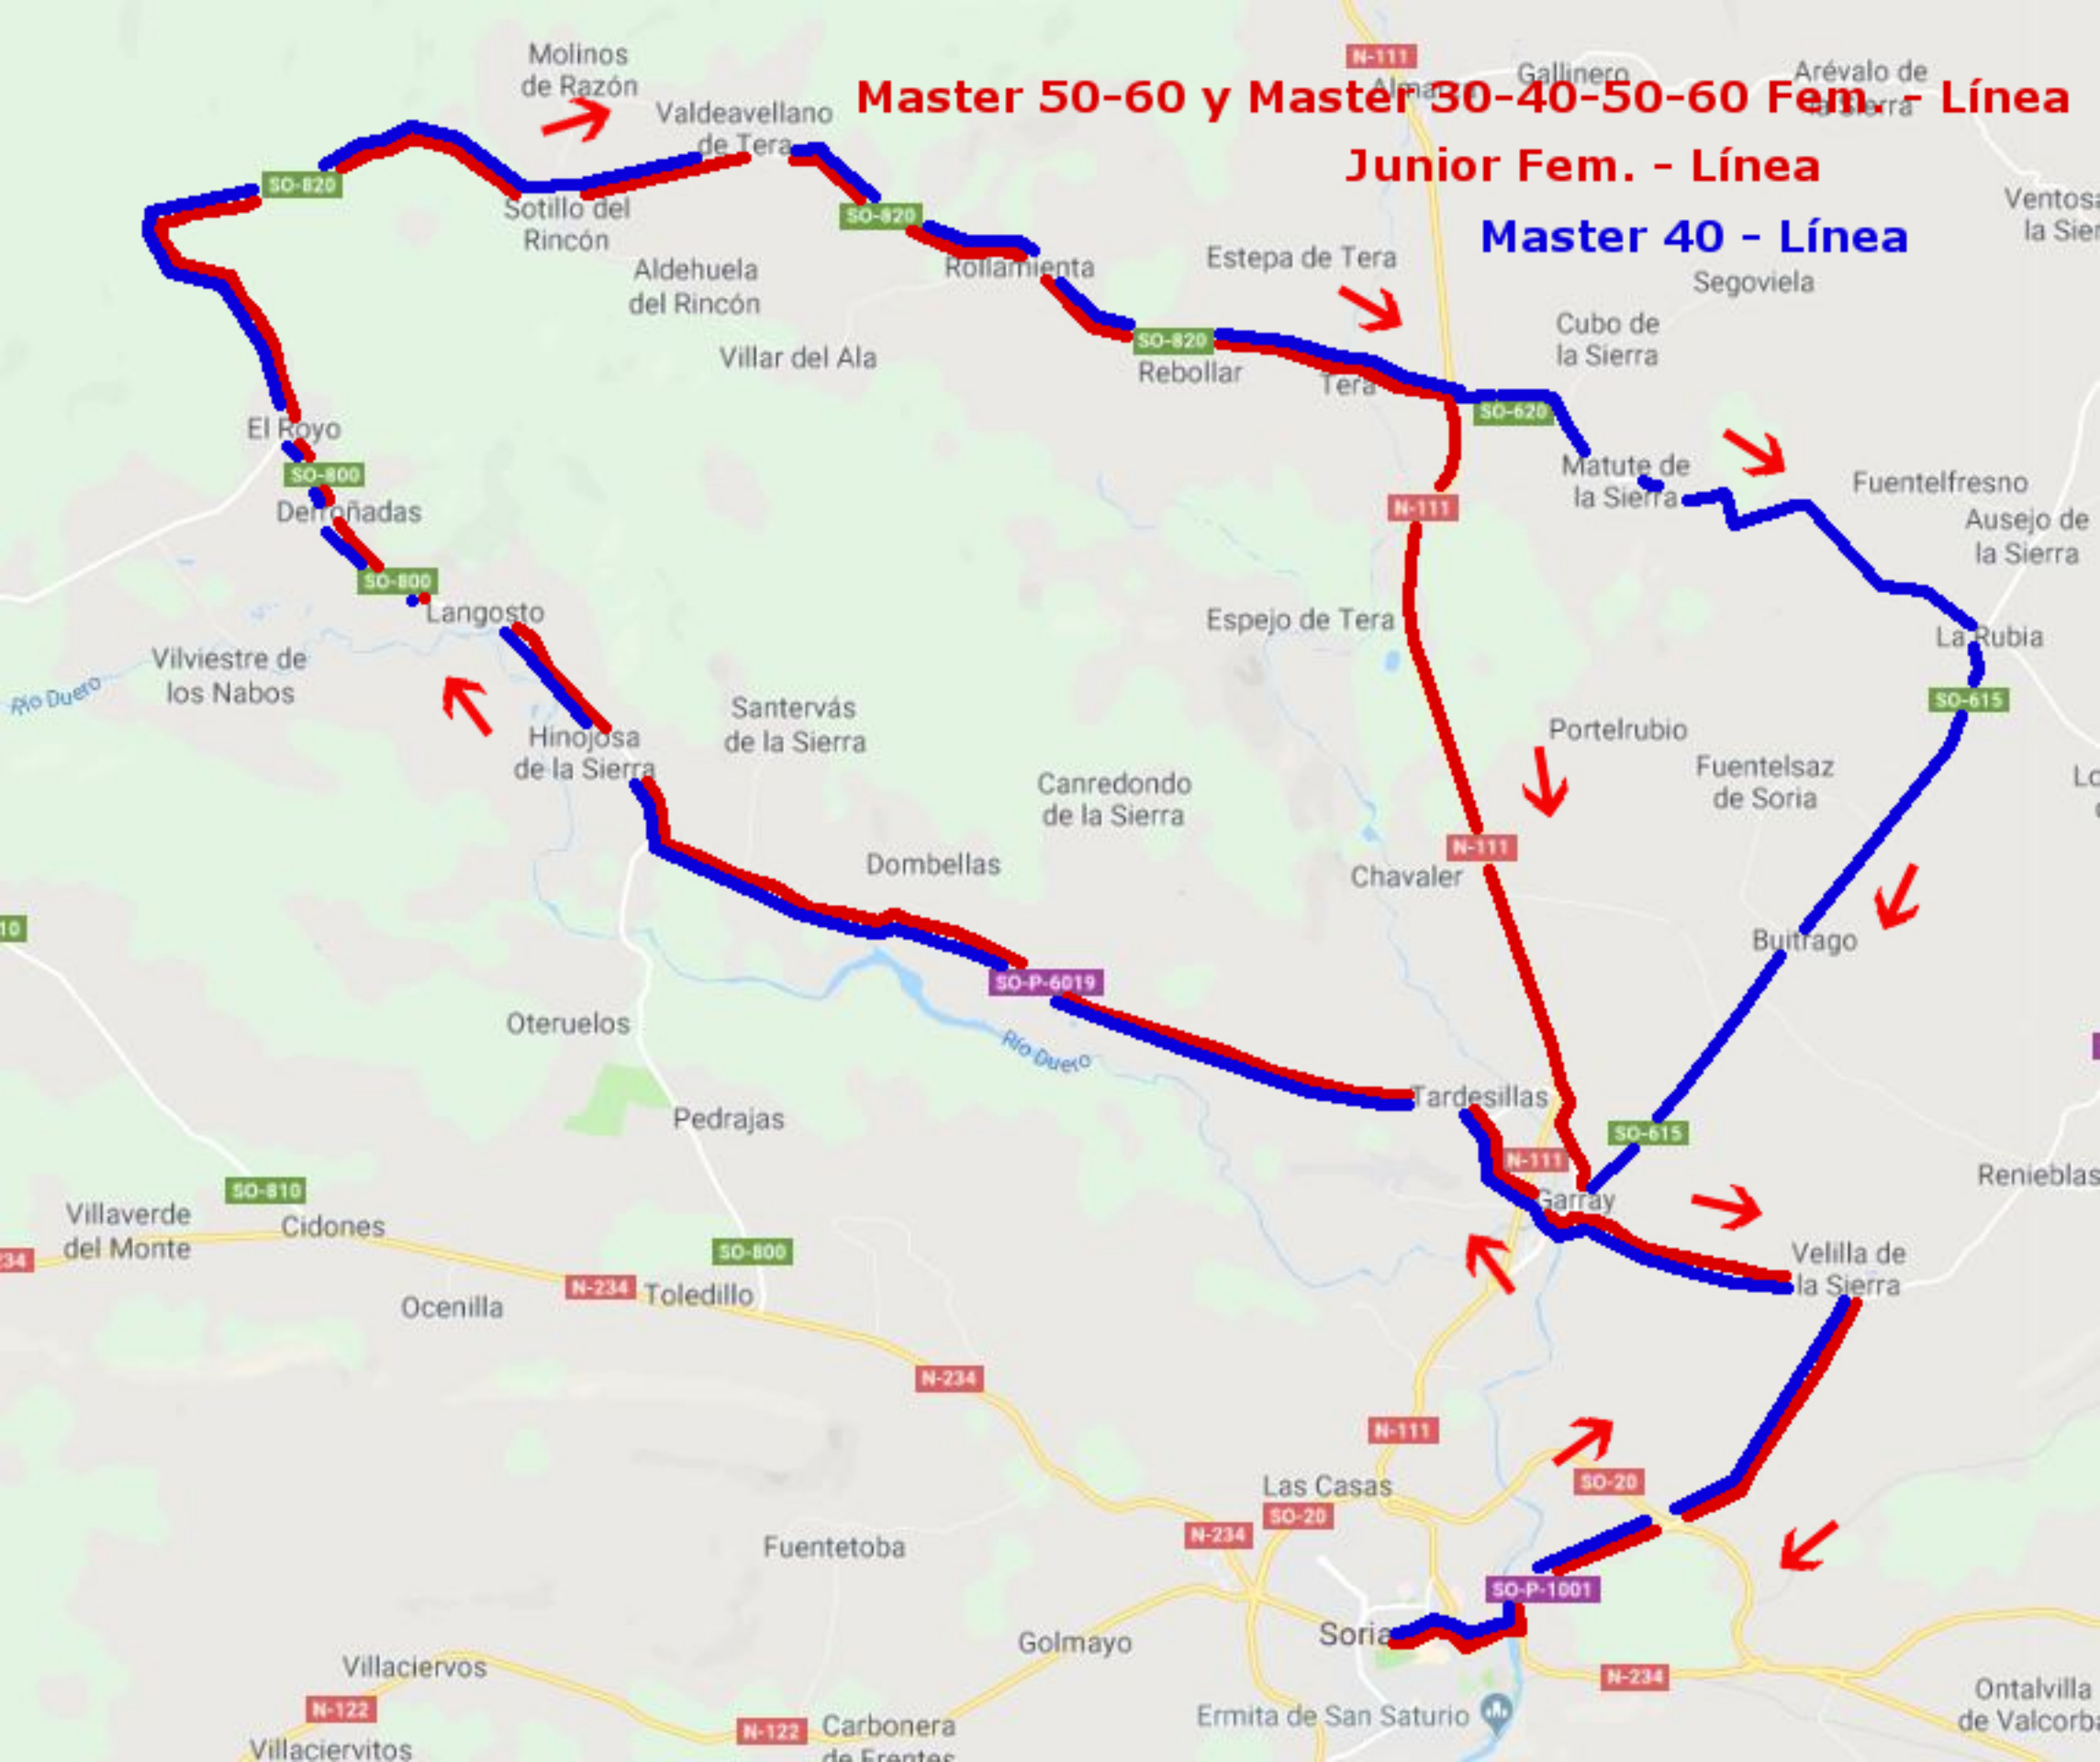 Molinos
de Razón
N-111
Gallinero
Arévalo de
la Sierra
Almarza
Master 50-60 y Master 30-40-50-60 Fem. - Línea
Valdeavellano
de Tera
Junior Fem. - Línea
SO-820
Sotillo del
Rincón
SO-820
Ventosa
la Sier
Master 40 - Línea
Aldehuela
del Rincón
Rollamienta
Estepa de Tera
Segoviela
Cubo de
la Sierra
Villar del Ala
SO-820
Rebollar
Tera
SO-620
El Royo
SO-800
Derroñadas
Matute de
la Sierra
Fuentelfresno
N-111
Ausejo de
la Sierra
SO-800
Langosto
Espejo de Tera
La Rubia
Vilviestre de
los Nabos
Río Duero
SO-615
Santervás
de la Sierra
Hinojosa
de la Sierra
Portelrubio
Fuentelsaz
de Soria
Lo
Canredondo
de la Sierra
N-111
Dombellas
Chavaler
10
Buitrago
SO-P-6019
Oteruelos
Río Duero
Tardesillas
Pedrajas
SO-615
N-111
Renieblas
SO-810
Garray
Villaverde
del Monte
Cidones
SO-800
Velilla de
la Sierra
234
N-234
Toledillo
Ocenilla
N-234
N-111
Las Casas
SO-20
SO-20
N-234
Fuentetoba
SO-P-1001
Soria
Golmayo
Villaciervos
N-234
Ontalvilla
de Valcorba
N-122
Ermita de San Saturio
N-122
Carbonera
de Frentes
Villaciervitos